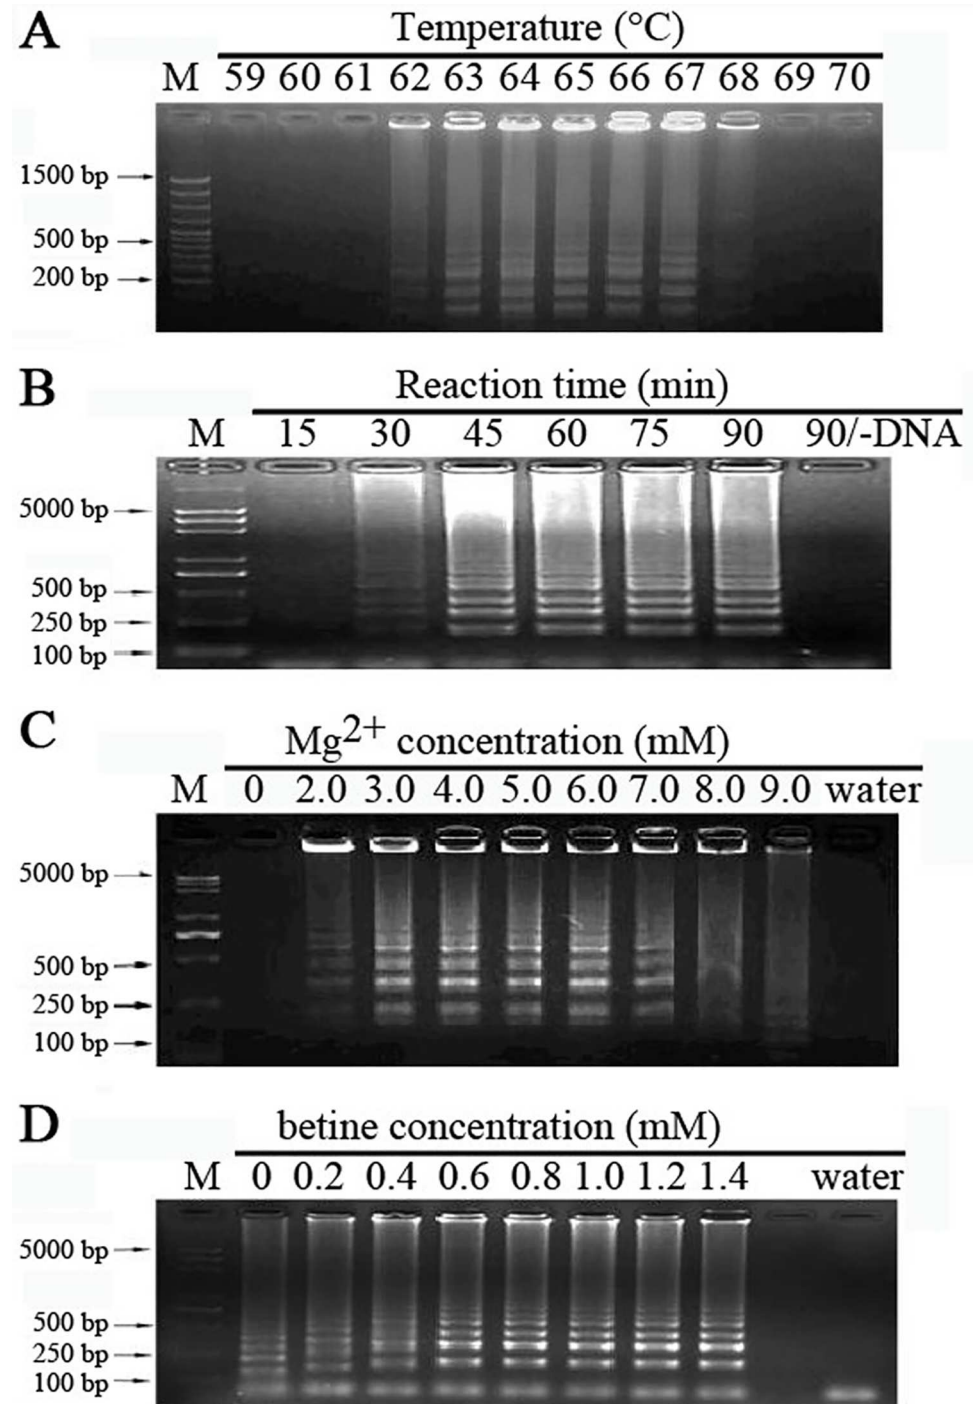 A
Temperature (°C)
M 59 60 61 62 63 64 65 66 67 68 69 70
1500 bp
500 bp
200 bp
B
Reaction time (min)
M 15 30 45 60 75 90 90/-DNA
5000 bp
500 bp
250 bp
100 bp
C
Mg2+ concentration (mM)
M 0 2.0 3.0 4.0 5.0 6.0 7.0 8.0 9.0 water
5000 bp
500 bp
250 bp
100 bp
D
betine concentration (mM)
M 0 0.2 0.4 0.6 0.8 1.0 1.2 1.4 water
5000 bp
500 bp
250 bp
100 bp